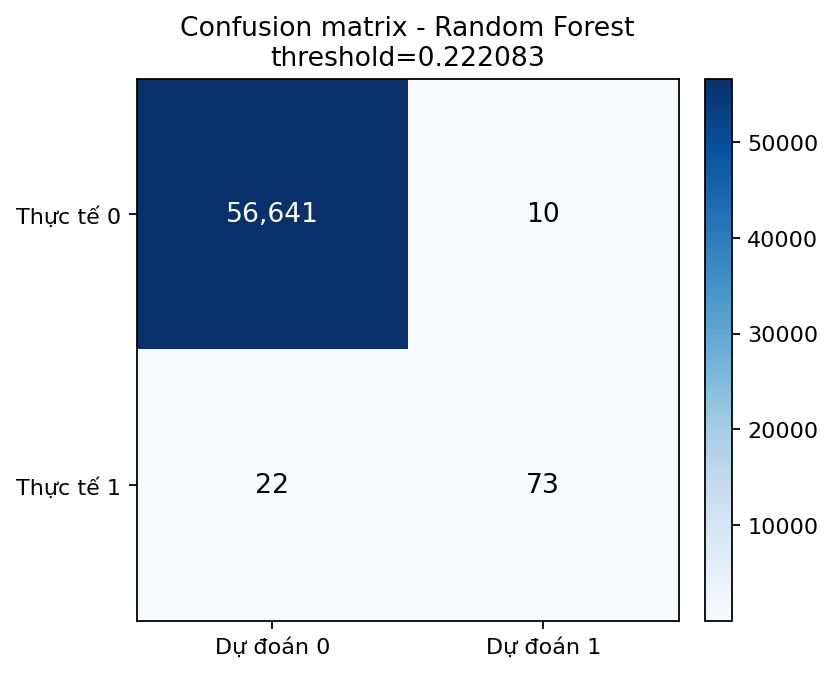 Confusion matrix - Random Forest
threshold=0.222083
Thực tế 0
56,641
10
Thực tế 1
22
73
Dự đoán 0
Dự đoán 1
50000
40000
30000
20000
10000